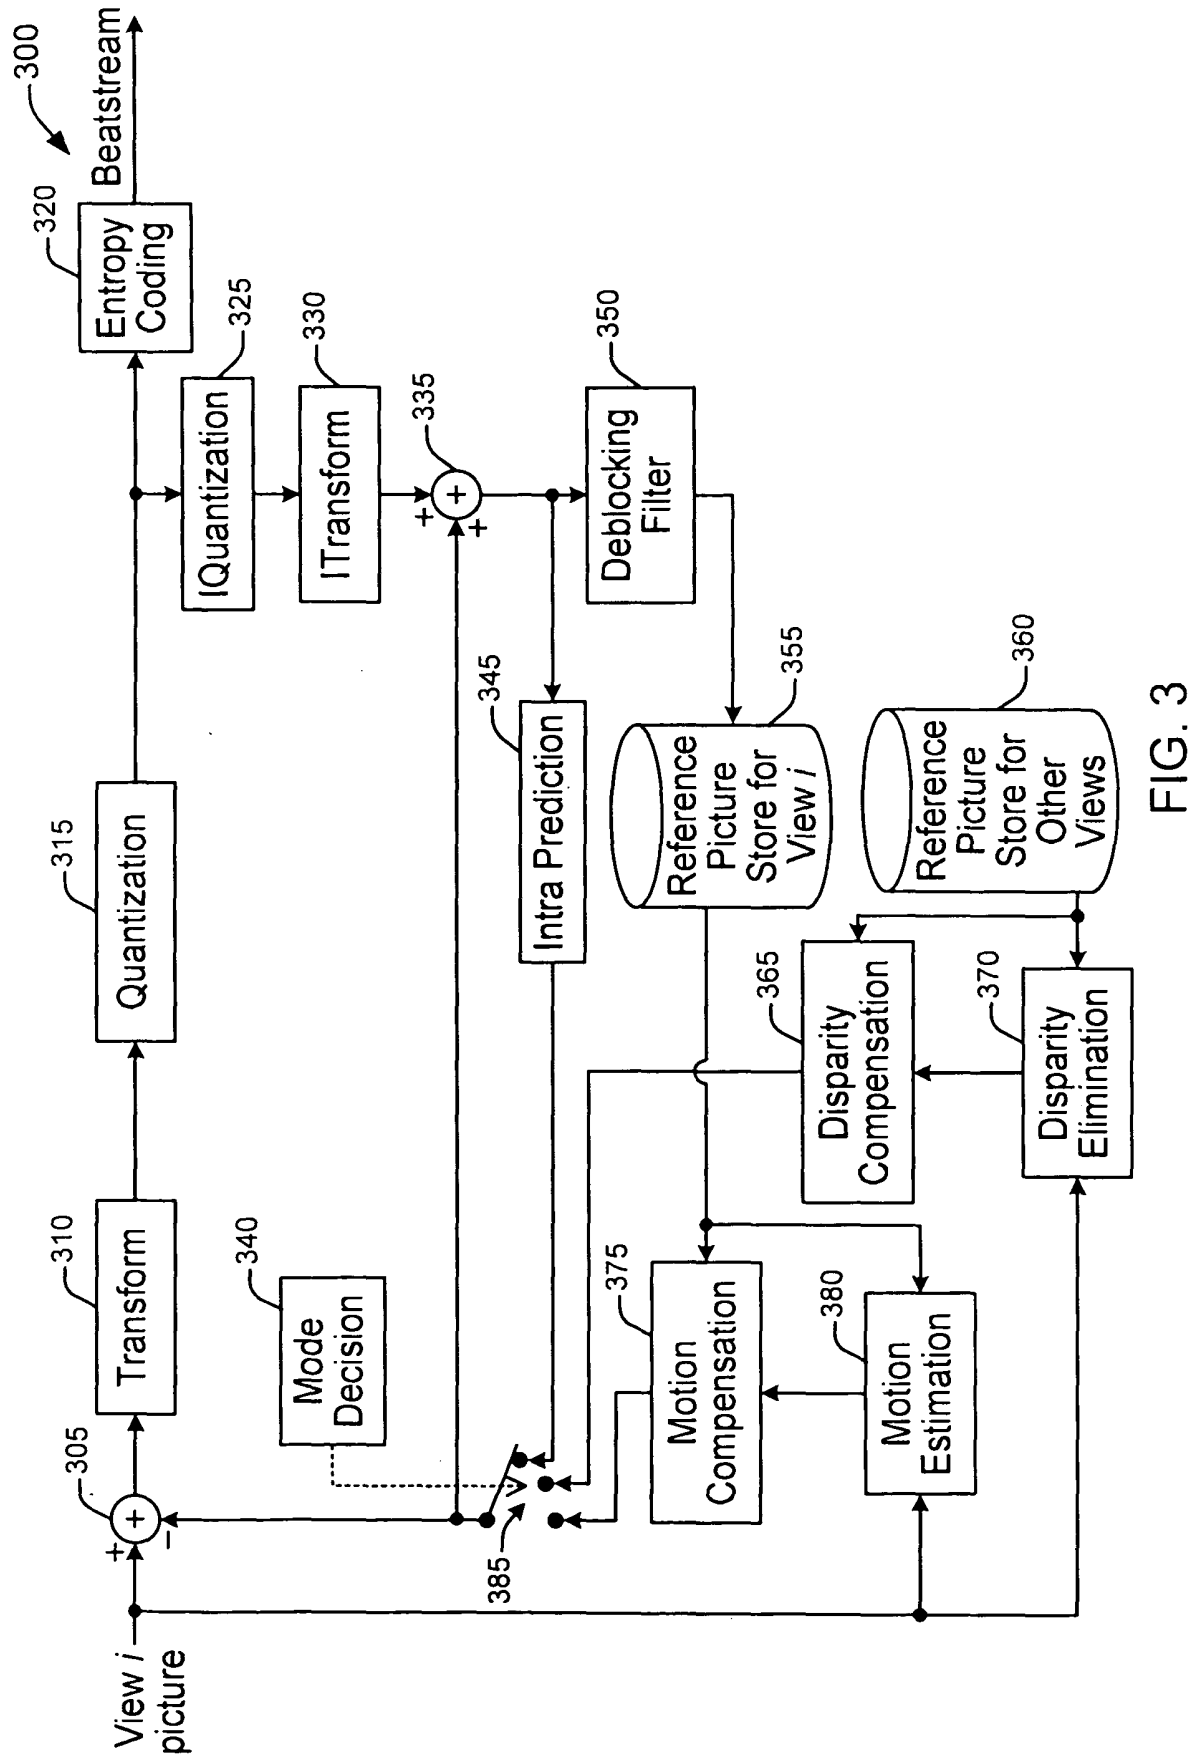 300
Beatstream
320
Entropy
Coding
315
Quantization
310
Transform
305
+
+
−
View i
picture
325
IQuantization
330
ITransform
335
+
+
+
340
Mode
Decision
385
345
Intra Prediction
350
Deblocking
Filter
355
Reference
Picture
Store for
View i
360
Reference
Picture
Store for
Other
Views
365
Disparity
Compensation
370
Disparity
Elimination
375
Motion
Compensation
380
Motion
Estimation
FIG. 3